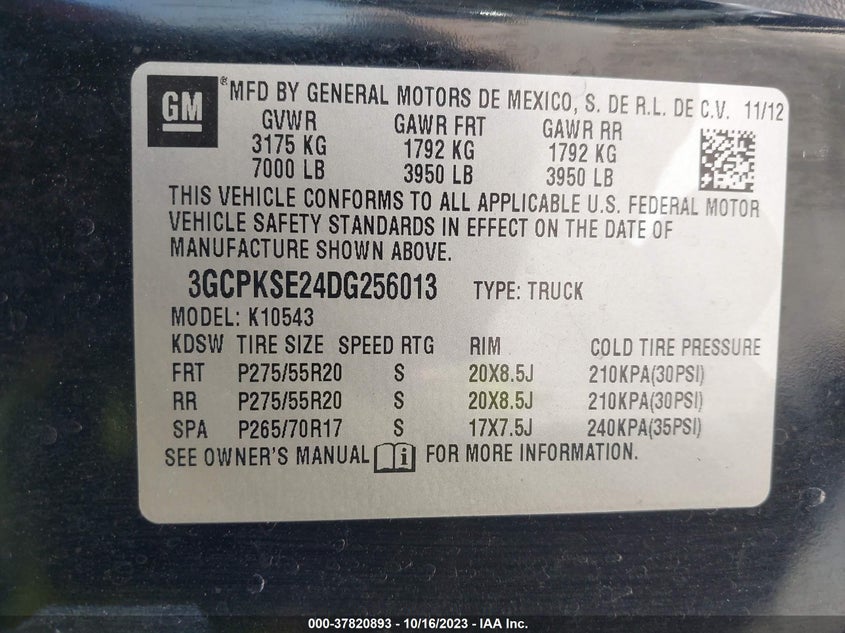 GM ® MFD BY GENERAL MOTORS DE MEXICO, S. DE R.L. DE C.V. 11/12
GVWR GAWR FRT GAWR RR
3175 KG 1792 KG 1792 KG
7000 LB 3950 LB 3950 LB
THIS VEHICLE CONFORMS TO ALL APPLICABLE U.S. FEDERAL MOTOR
VEHICLE SAFETY STANDARDS IN EFFECT ON THE DATE OF
MANUFACTURE SHOWN ABOVE.
3GCPKSE24DG256013 TYPE: TRUCK
MODEL: K10543
KDSW TIRE SIZE SPEED RTG RIM COLD TIRE PRESSURE
FRT P275/55R20 S 20X8.5J 210KPA(30PSI)
RR P275/55R20 S 20X8.5J 210KPA(30PSI)
SPA P265/70R17 S 17X7.5J 240KPA(35PSI)
SEE OWNER'S MANUAL i FOR MORE INFORMATION.
000-37820893 - 10/16/2023 - IAA Inc.